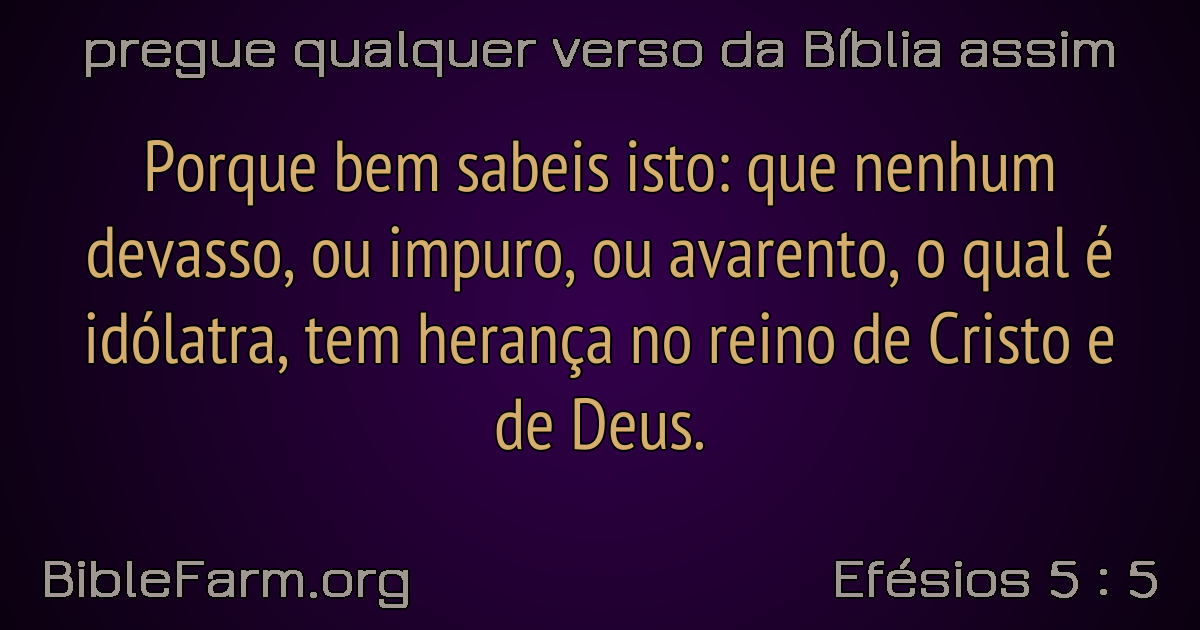 pregue qualquer verso da Bíblia assim
Porque bem sabeis isto: que nenhum
devasso, ou impuro, ou avarento, o qual é
idólatra, tem herança no reino de Cristo e
de Deus.
BibleFarm.org
Efésios 5 : 5